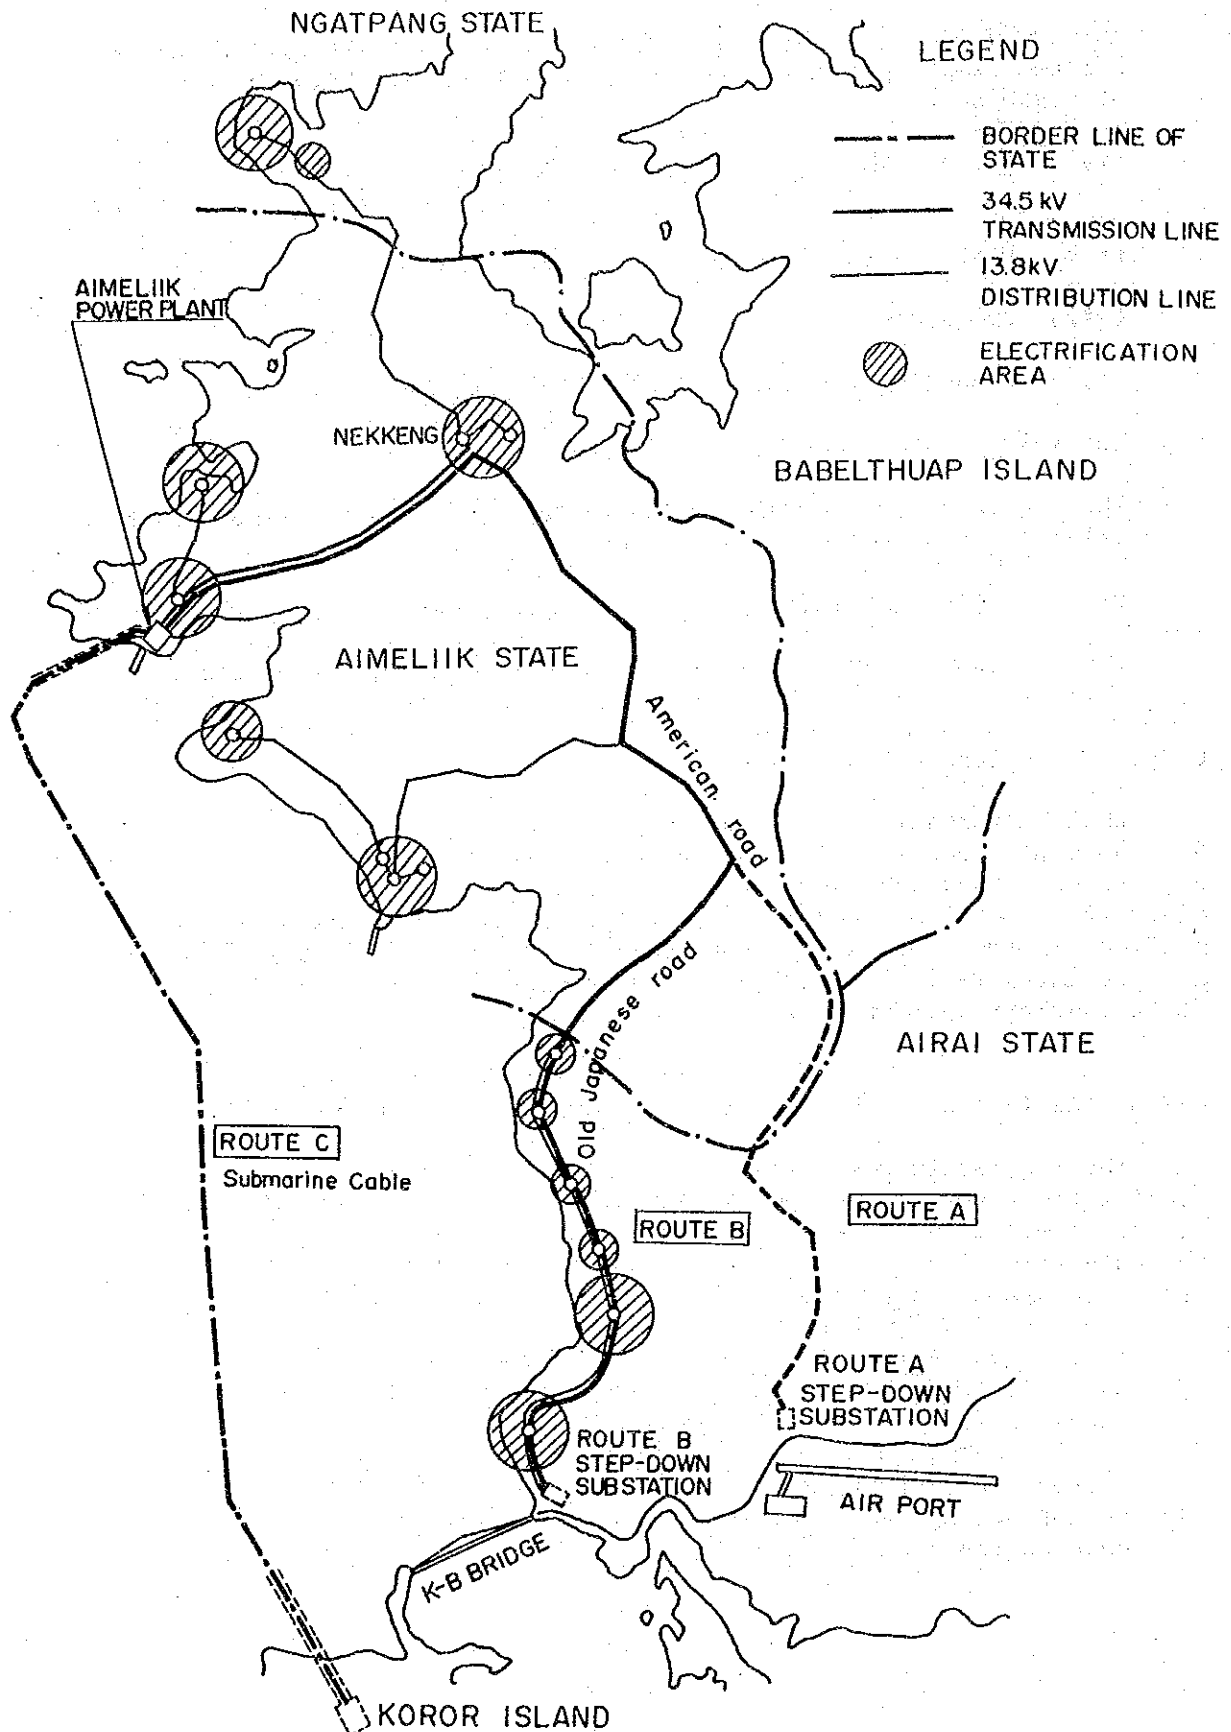 NGATPANG STATE
LEGEND
BORDER LINE OF
STATE
34.5 kV
TRANSMISSION LINE
13.8kV
DISTRIBUTION LINE
ELECTRIFICATION
AREA
AIMELIIK
POWER PLANT
NEKKENG
BABELTHUAP ISLAND
AIMELIIK STATE
American road
Old Japanese road
AIRAI STATE
ROUTE C
Submarine Cable
ROUTE B
ROUTE A
ROUTE A
STEP-DOWN
SUBSTATION
ROUTE B
STEP-DOWN
SUBSTATION
AIR PORT
K-B BRIDGE
KOROR ISLAND